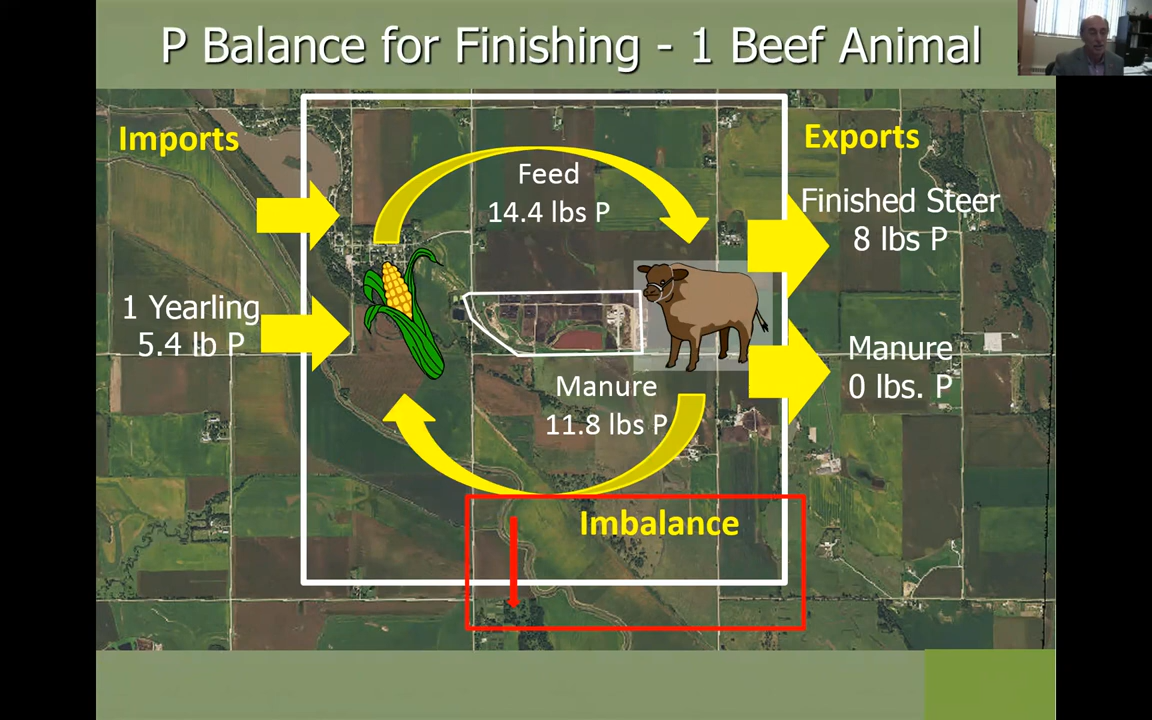 P Balance for Finishing - 1 Beef Animal
Imports
Exports
Feed
14.4 lbs P
Finished Steer
8 lbs P
1 Yearling
5.4 lb P
Manure
0 lbs. P
Manure
11.8 lbs P
Imbalance